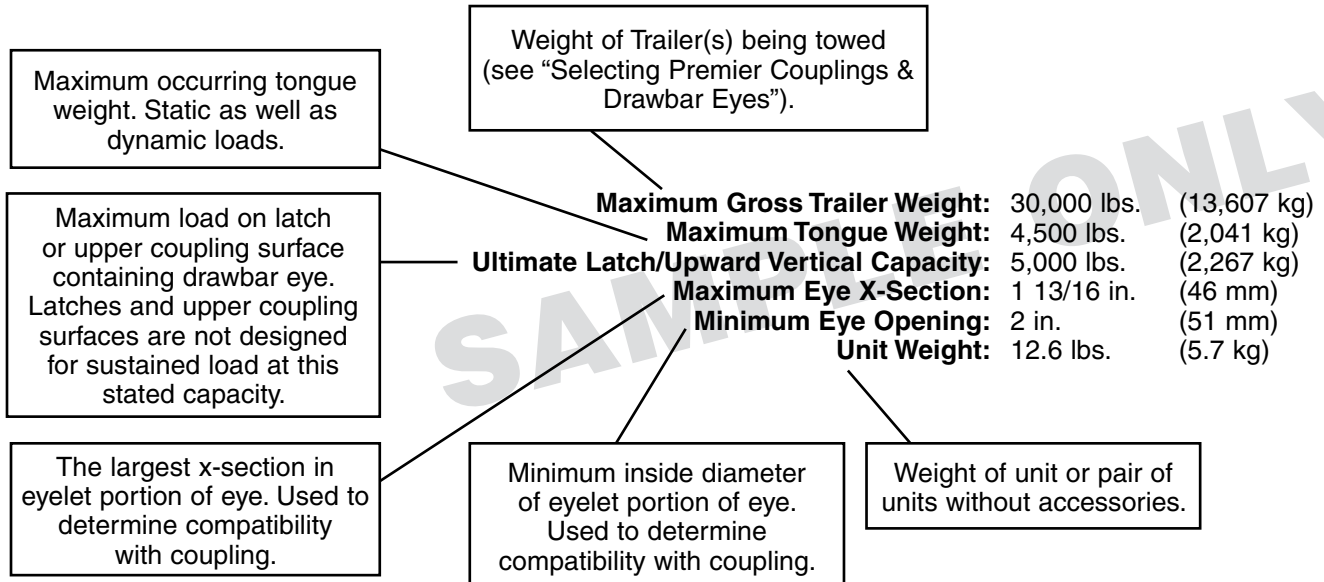 Weight of Trailer(s) being towed
(see “Selecting Premier Couplings &
Drawbar Eyes”).
Maximum occurring tongue
weight. Static as well as
dynamic loads.
Maximum load on latch
or upper coupling surface
containing drawbar eye.
Latches and upper coupling
surfaces are not designed
for sustained load at this
stated capacity.
Maximum Gross Trailer Weight: 30,000 lbs. (13,607 kg)
Maximum Tongue Weight: 4,500 lbs. (2,041 kg)
Ultimate Latch/Upward Vertical Capacity: 5,000 lbs. (2,267 kg)
Maximum Eye X-Section: 1 13/16 in. (46 mm)
Minimum Eye Opening: 2 in. (51 mm)
Unit Weight: 12.6 lbs. (5.7 kg)
SAMPLE ONLY
The largest x-section in
eyelet portion of eye. Used to
determine compatibility
with coupling.
Minimum inside diameter
of eyelet portion of eye.
Used to determine
compatibility with coupling.
Weight of unit or pair of
units without accessories.